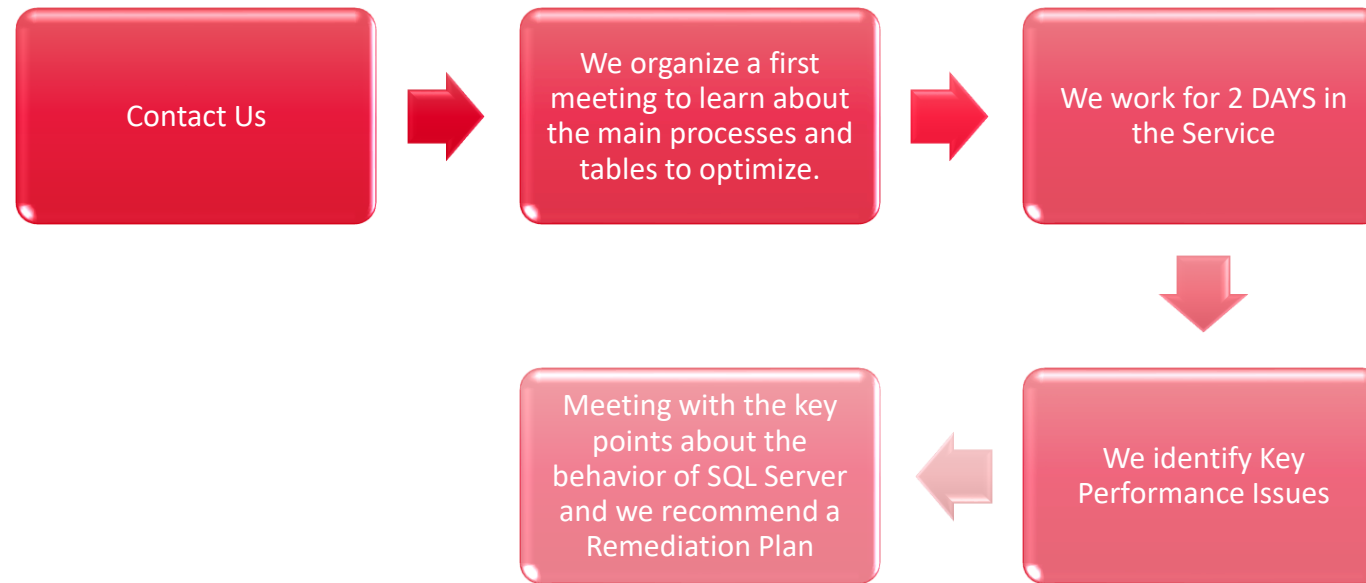 Contact Us
We organize a first
meeting to learn about
the main processes and
tables to optimize.
We work for 2 DAYS in
the Service
We identify Key
Performance Issues
Meeting with the key
points about the
behavior of SQL Server
and we recommend a
Remediation Plan